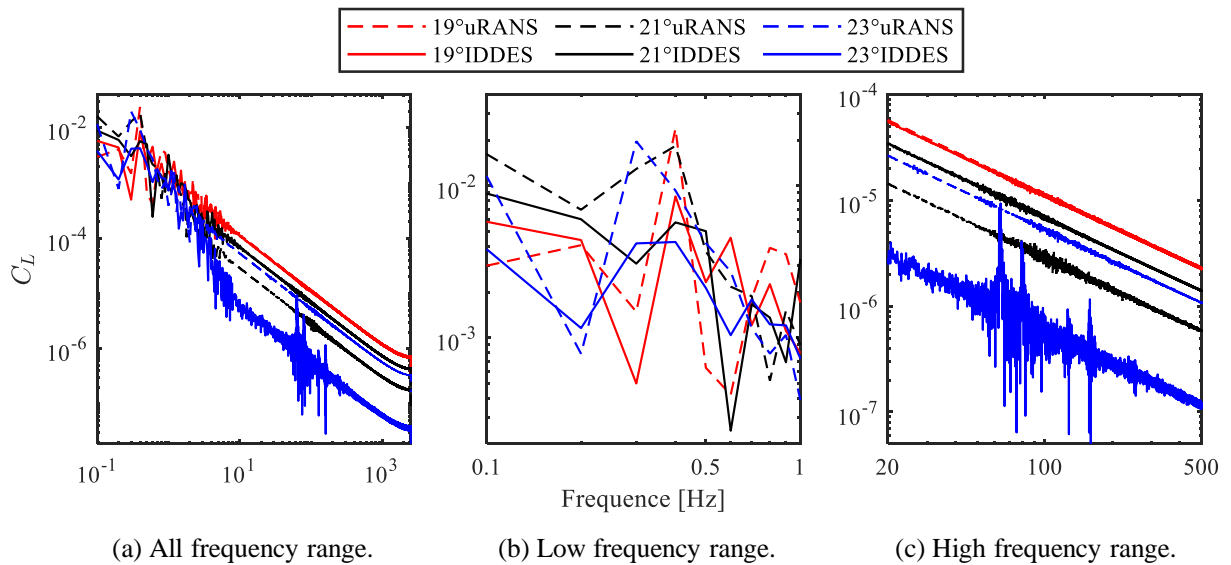 19°uRANS 21°uRANS 23°uRANS
19°IDDES 21°IDDES 23°IDDES
C_L
10^-2
10^-4
10^-6
10^-1 10^1 10^3
10^-2
10^-3
0.1 0.5 1
10^-4
10^-5
10^-6
10^-7
20 100 500
Frequence [Hz]
(a) All frequency range. (b) Low frequency range. (c) High frequency range.